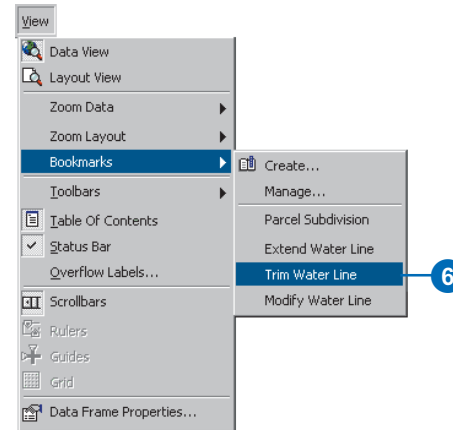 View
Data View
Layout View
Zoom Data
Zoom Layout
Bookmarks
Create...
Manage...
Parcel Subdivision
Extend Water Line
Trim Water Line
6
Modify Water Line
Toolbars
Table Of Contents
Status Bar
Overflow Labels...
Scrollbars
Rulers
Guides
Grid
Data Frame Properties...